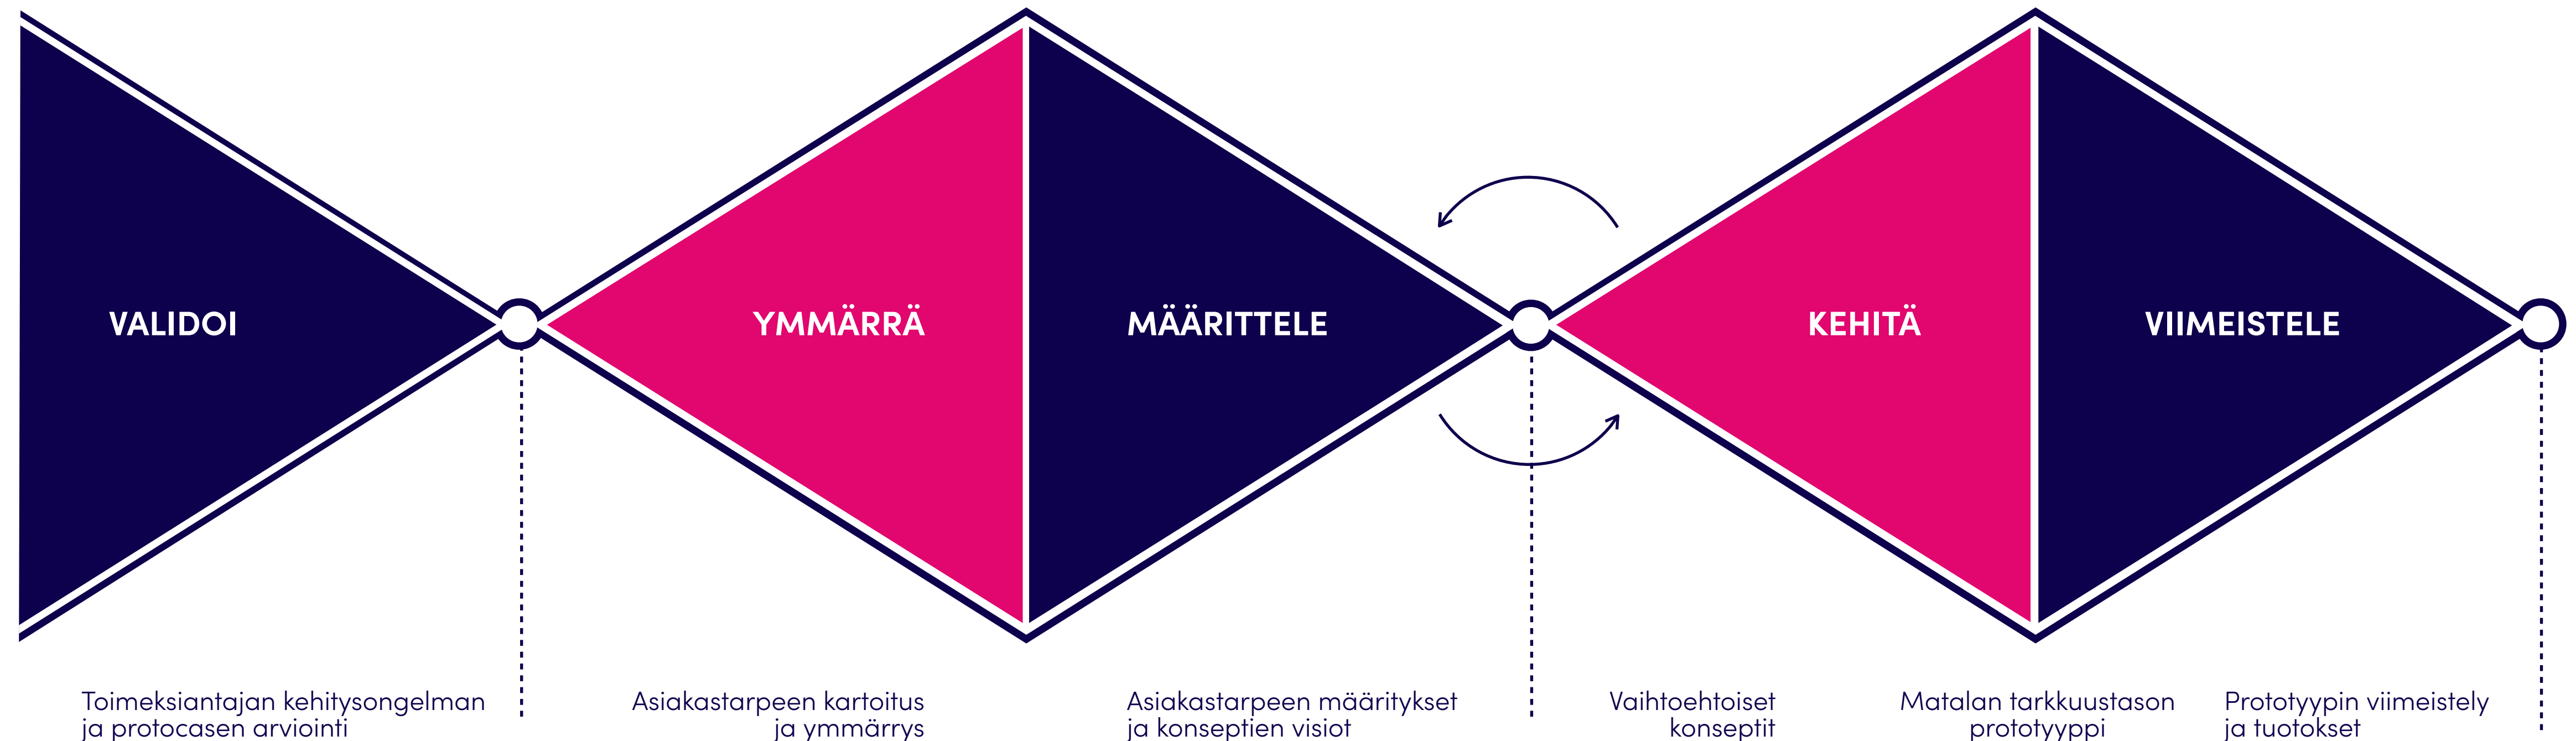 VALIDOI
YMMÄRRÄ
MÄÄRITTELE
KEHITÄ
VIIMEISTELE
Toimeksiantajan kehitysongelman
ja protocasen arviointi
Asiakastarpeen kartoitus
ja ymmärrys
Asiakastarpeen määritykset
ja konseptien visiot
Vaihtoehtoiset
konseptit
Matalan tarkkuustason
prototyyppi
Prototyypin viimeistely
ja tuotokset